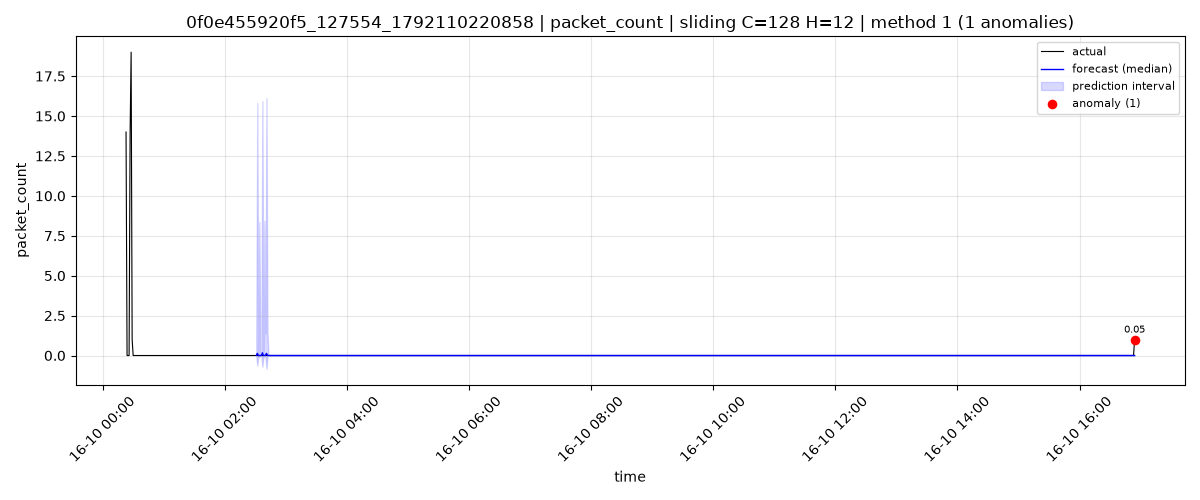 0f0e455920f5_127554_1792110220858 | packet_count | sliding C=128 H=12 | method 1 (1 anomalies)
actual
forecast (median)
prediction interval
anomaly (1)
packet_count
17.5
15.0
12.5
10.0
7.5
5.0
2.5
0.0
0.05
16-10 00:00
16-10 02:00
16-10 04:00
16-10 06:00
16-10 08:00
16-10 10:00
16-10 12:00
16-10 14:00
16-10 16:00
time